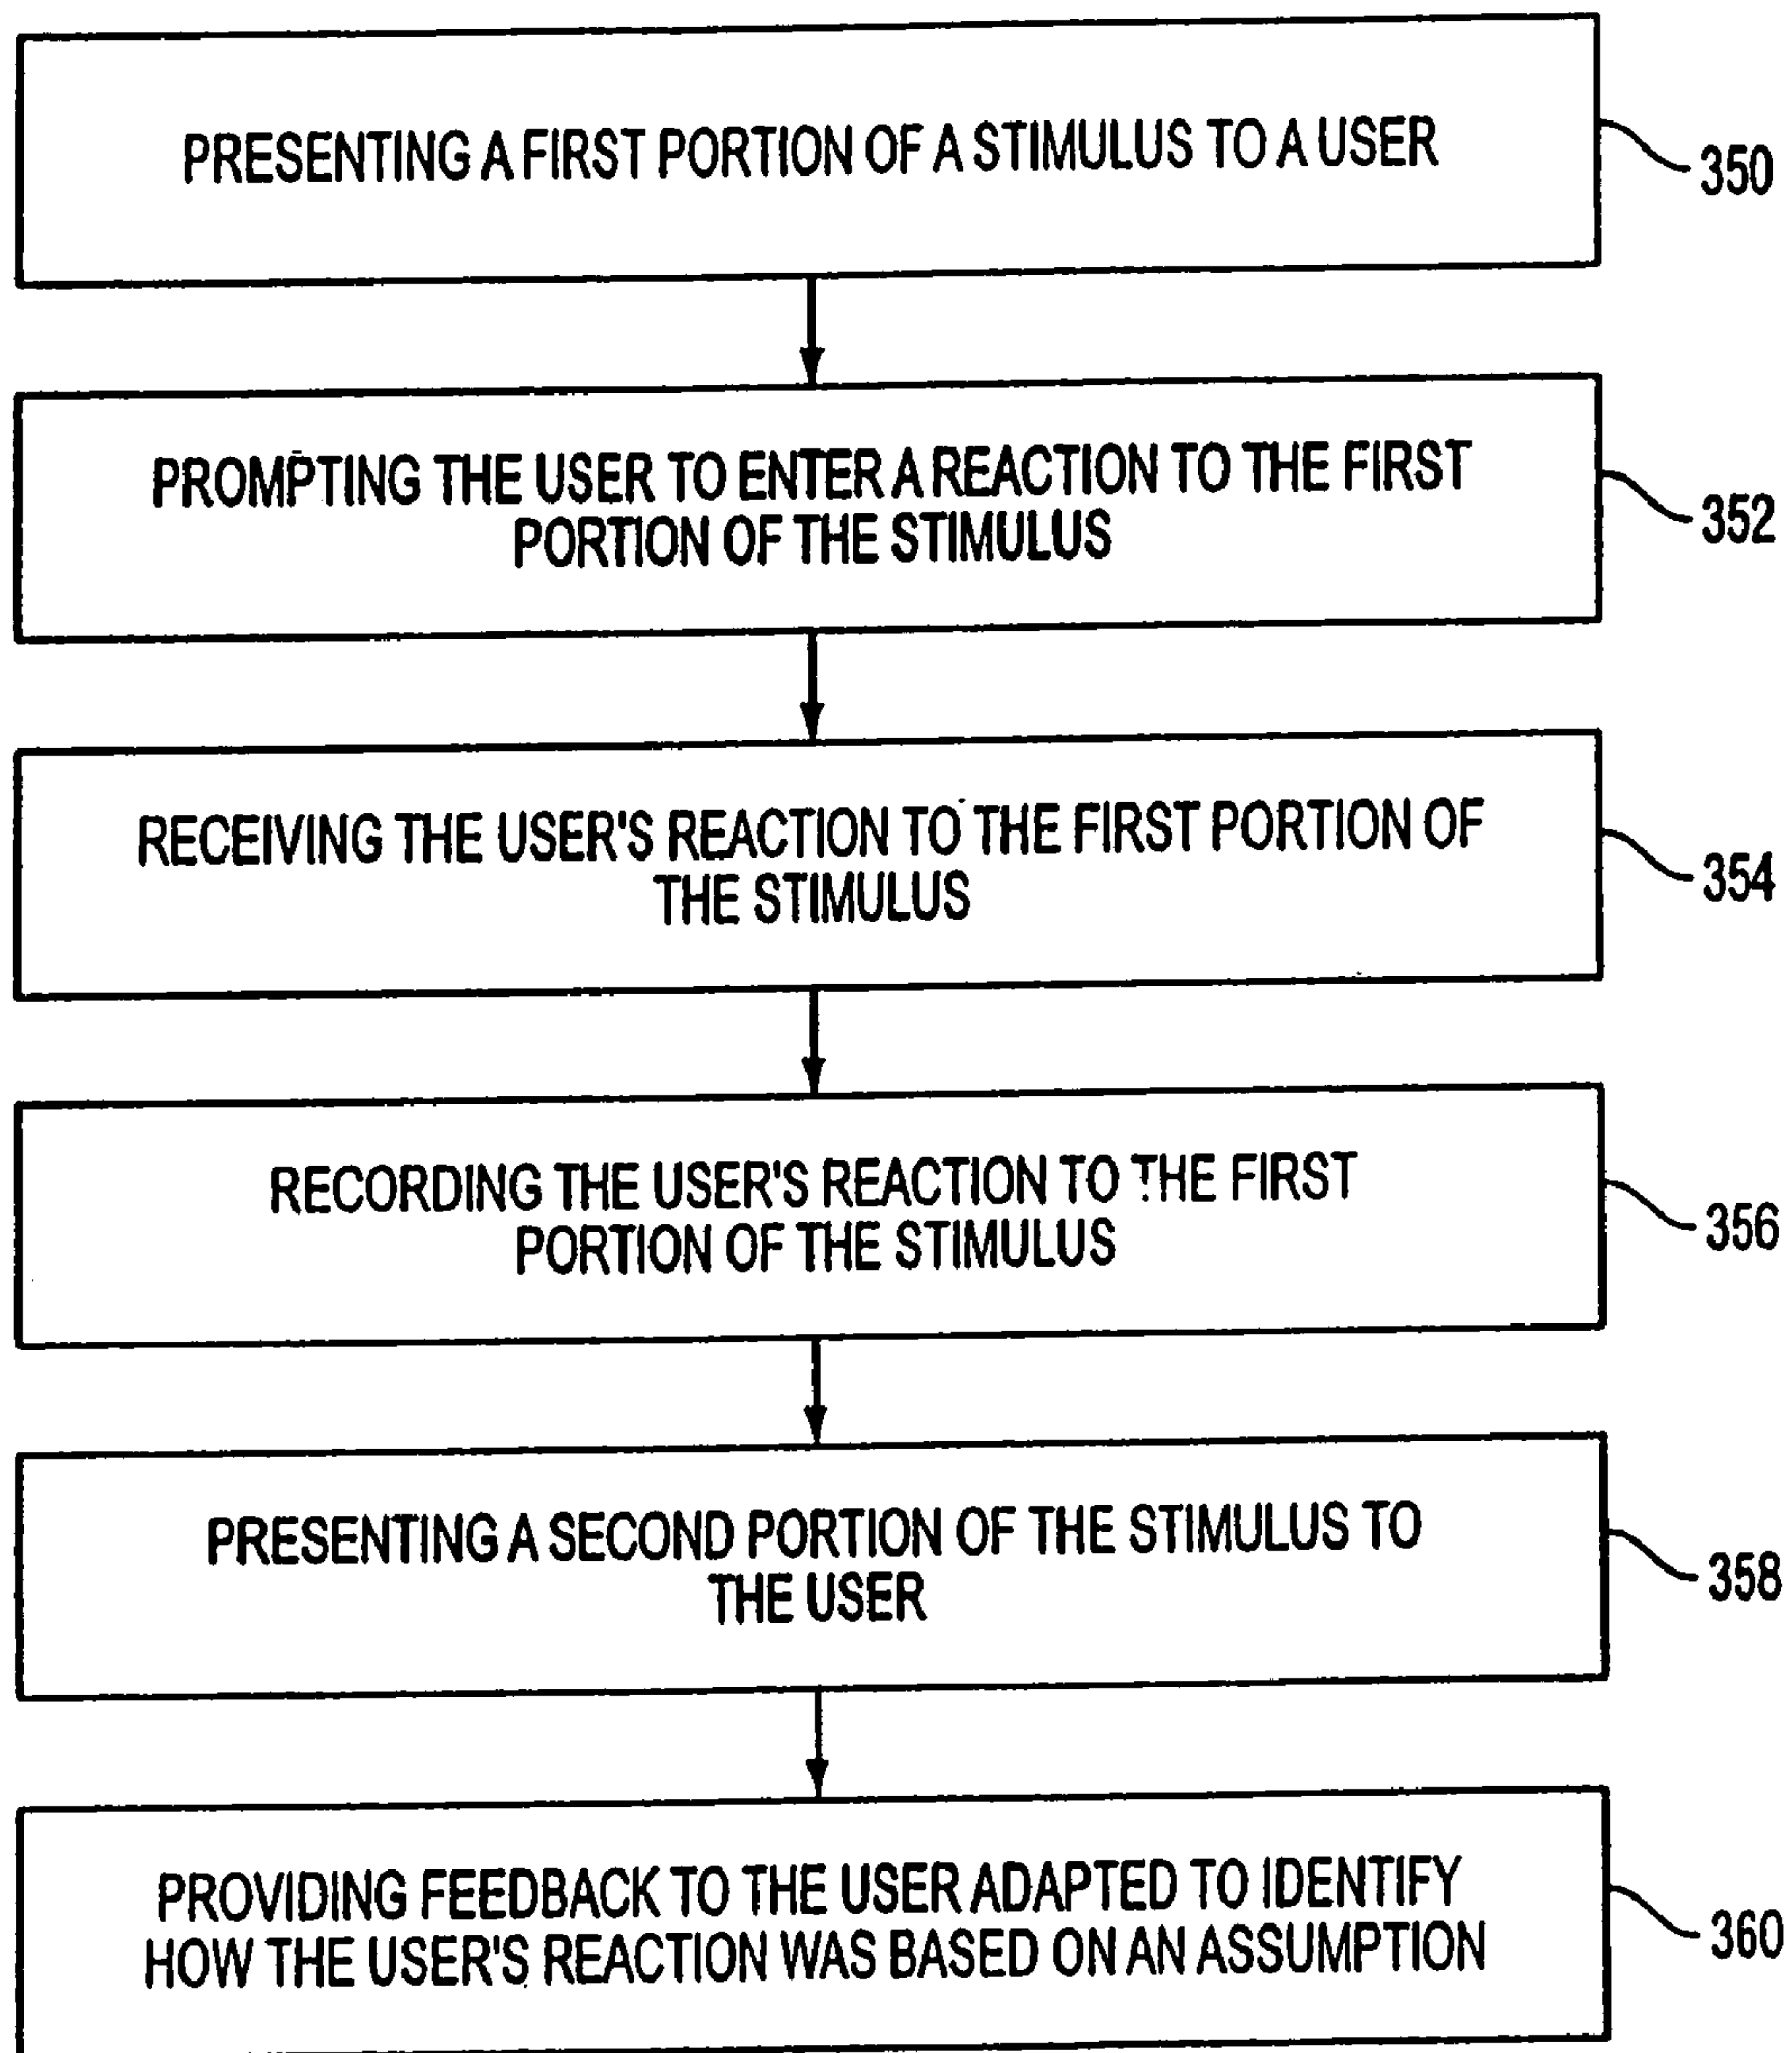 PRESENTING A FIRST PORTION OF A STIMULUS TO A USER
350
PROMPTING THE USER TO ENTER A REACTION TO THE FIRST
PORTION OF THE STIMULUS
352
RECEIVING THE USER'S REACTION TO THE FIRST PORTION OF
THE STIMULUS
354
RECORDING THE USER'S REACTION TO THE FIRST
PORTION OF THE STIMULUS
356
PRESENTING A SECOND PORTION OF THE STIMULUS TO
THE USER
358
PROVIDING FEEDBACK TO THE USER ADAPTED TO IDENTIFY
HOW THE USER'S REACTION WAS BASED ON AN ASSUMPTION
360